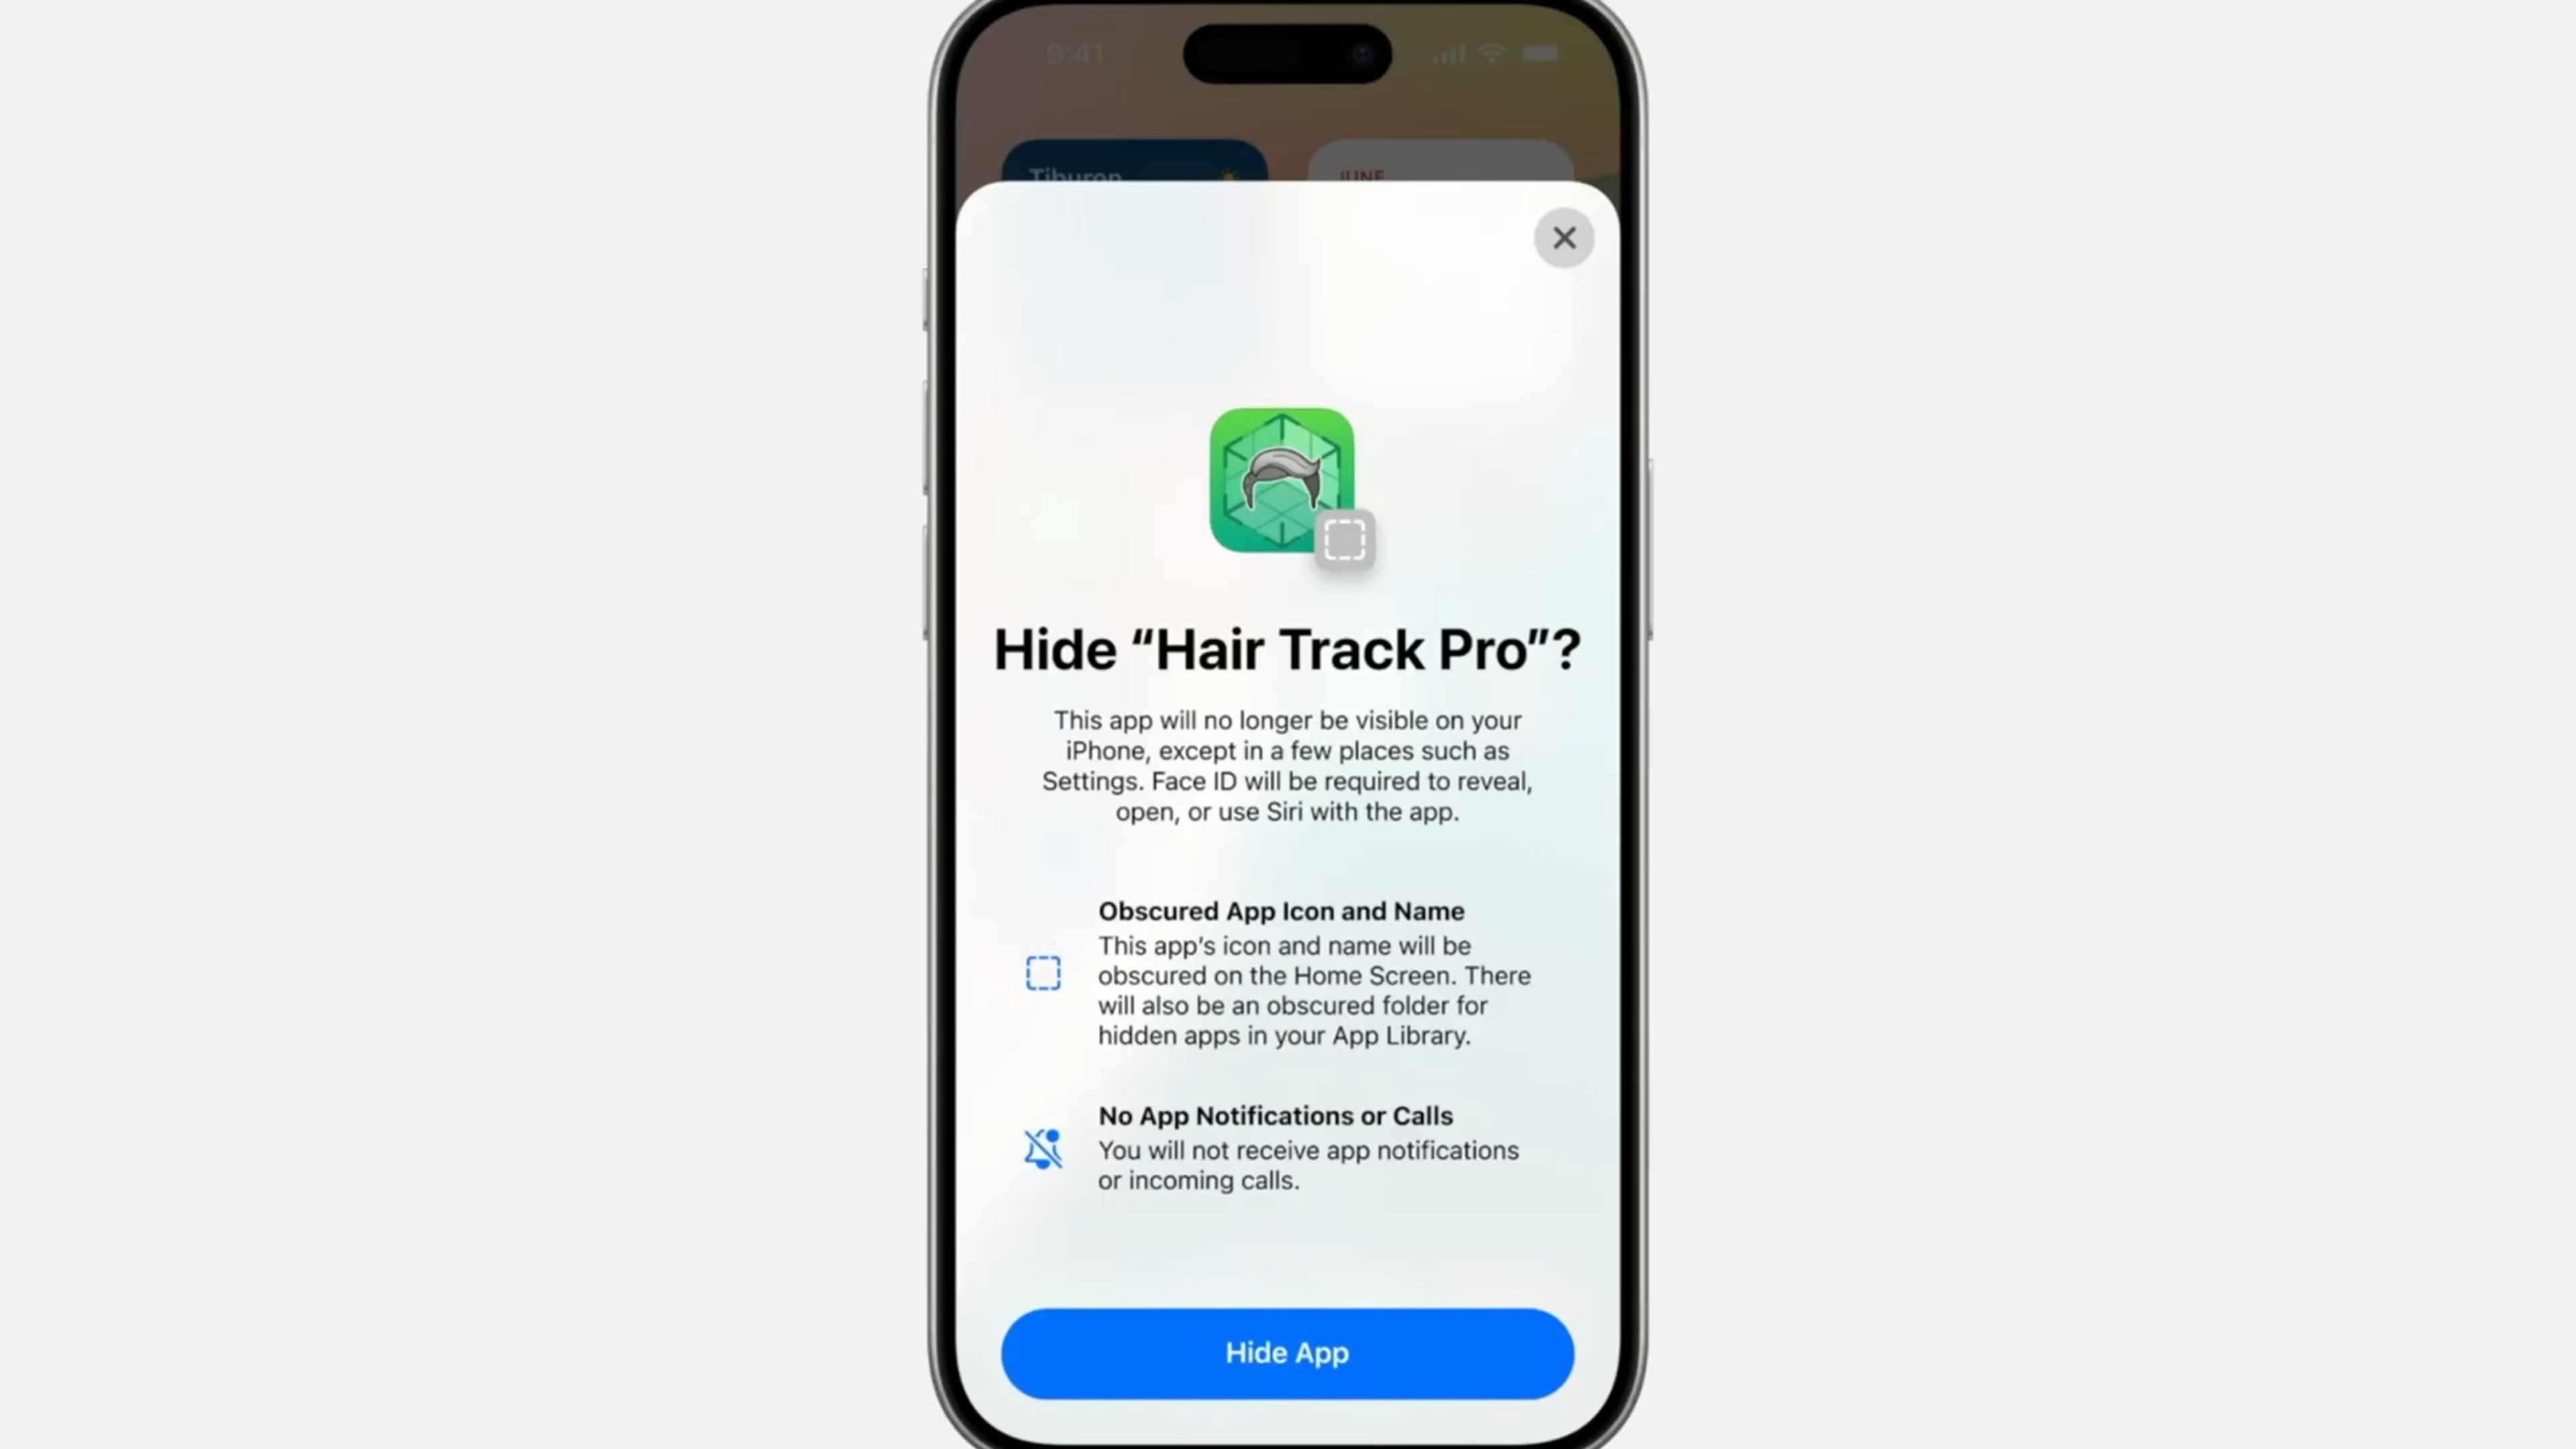 9:41
Tiburon
JUNE
Hide “Hair Track Pro”?
This app will no longer be visible on your
iPhone, except in a few places such as
Settings. Face ID will be required to reveal,
open, or use Siri with the app.
Obscured App Icon and Name
This app’s icon and name will be
obscured on the Home Screen. There
will also be an obscured folder for
hidden apps in your App Library.
No App Notifications or Calls
You will not receive app notifications
or incoming calls.
Hide App